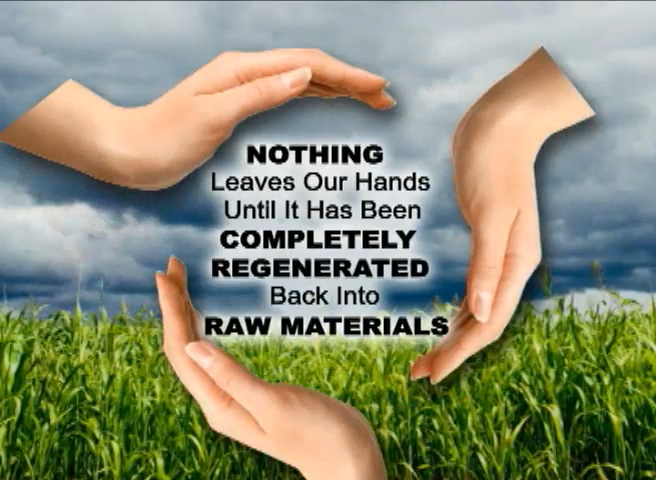 NOTHING
Leaves Our Hands
Until It Has Been
COMPLETELY
REGENERATED
Back Into
RAW MATERIALS